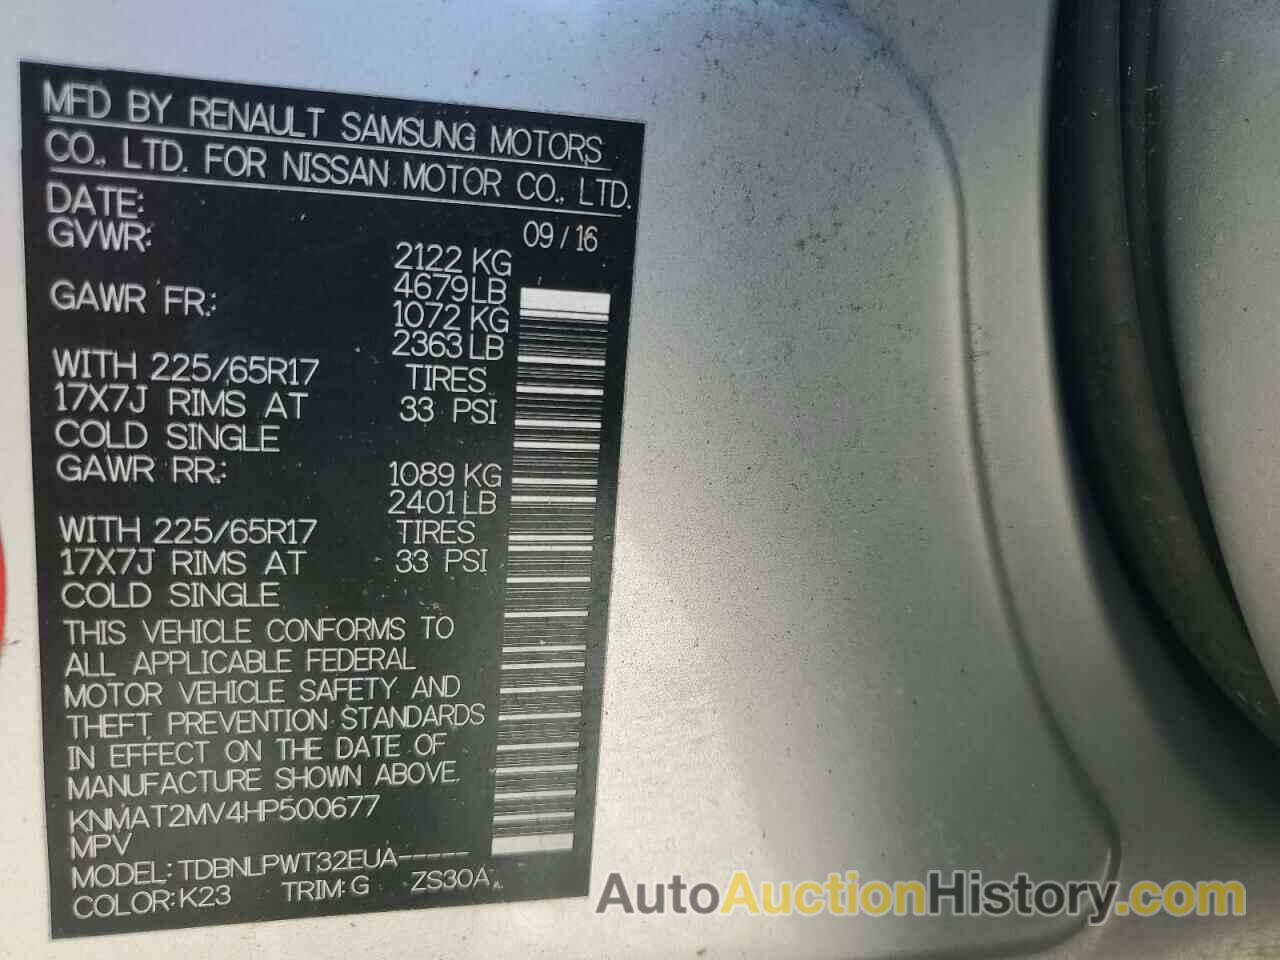 MFD BY RENAULT SAMSUNG MOTORS
CO., LTD. FOR NISSAN MOTOR CO., LTD.
DATE: 09/16
GVWR: 2122 KG
4679 LB
GAWR FR: 1072 KG
2363 LB
WITH 225/65R17 TIRES
17X7J RIMS AT 33 PSI
COLD SINGLE
GAWR RR: 1089 KG
2401 LB
WITH 225/65R17 TIRES
17X7J RIMS AT 33 PSI
COLD SINGLE
THIS VEHICLE CONFORMS TO
ALL APPLICABLE FEDERAL
MOTOR VEHICLE SAFETY AND
THEFT PREVENTION STANDARDS
IN EFFECT ON THE DATE OF
MANUFACTURE SHOWN ABOVE.
KNMAT2MV4HP500677
MPV
MODEL: TDBNLPWT32EUA-----
COLOR: K23 TRIM: G ZS30A
AutoAuctionHistory.com